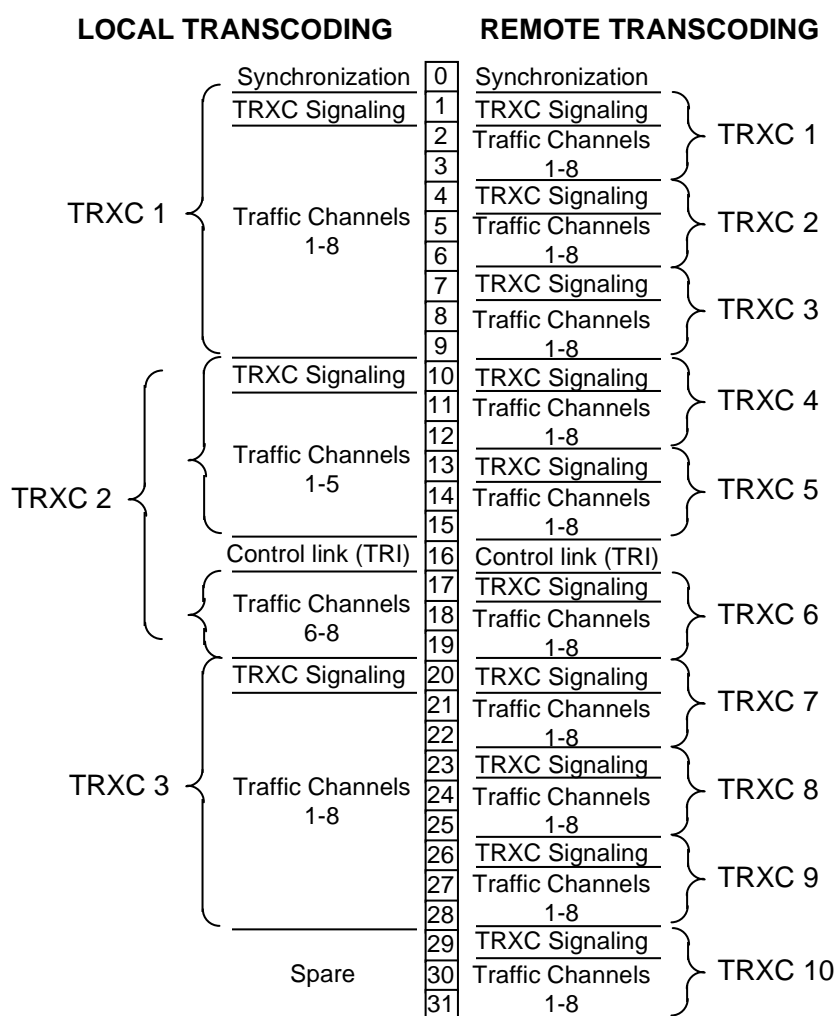 LOCAL TRANSCODING REMOTE TRANSCODING
Synchronization 0 Synchronization
TRXC Signaling 1 TRXC Signaling
2 Traffic Channels
TRXC 1
3 1-8
4 TRXC Signaling
TRXC 1 Traffic Channels 5 Traffic Channels TRXC 2
1-8 6 1-8
7 TRXC Signaling
8 Traffic Channels TRXC 3
9 1-8
TRXC Signaling 10 TRXC Signaling
11 Traffic Channels TRXC 4
12 1-8
Traffic Channels 13 TRXC Signaling
TRXC 2 1-5 14 Traffic Channels TRXC 5
15 1-8
Control link (TRI) 16 Control link (TRI)
17 TRXC Signaling
Traffic Channels 18 Traffic Channels TRXC 6
6-8 19 1-8
TRXC Signaling 20 TRXC Signaling
21 Traffic Channels TRXC 7
22 1-8
23 TRXC Signaling
TRXC 3 Traffic Channels 24 Traffic Channels TRXC 8
1-8 25 1-8
26 TRXC Signaling
27 Traffic Channels TRXC 9
28 1-8
29 TRXC Signaling
Spare 30 Traffic Channels TRXC 10
31 1-8